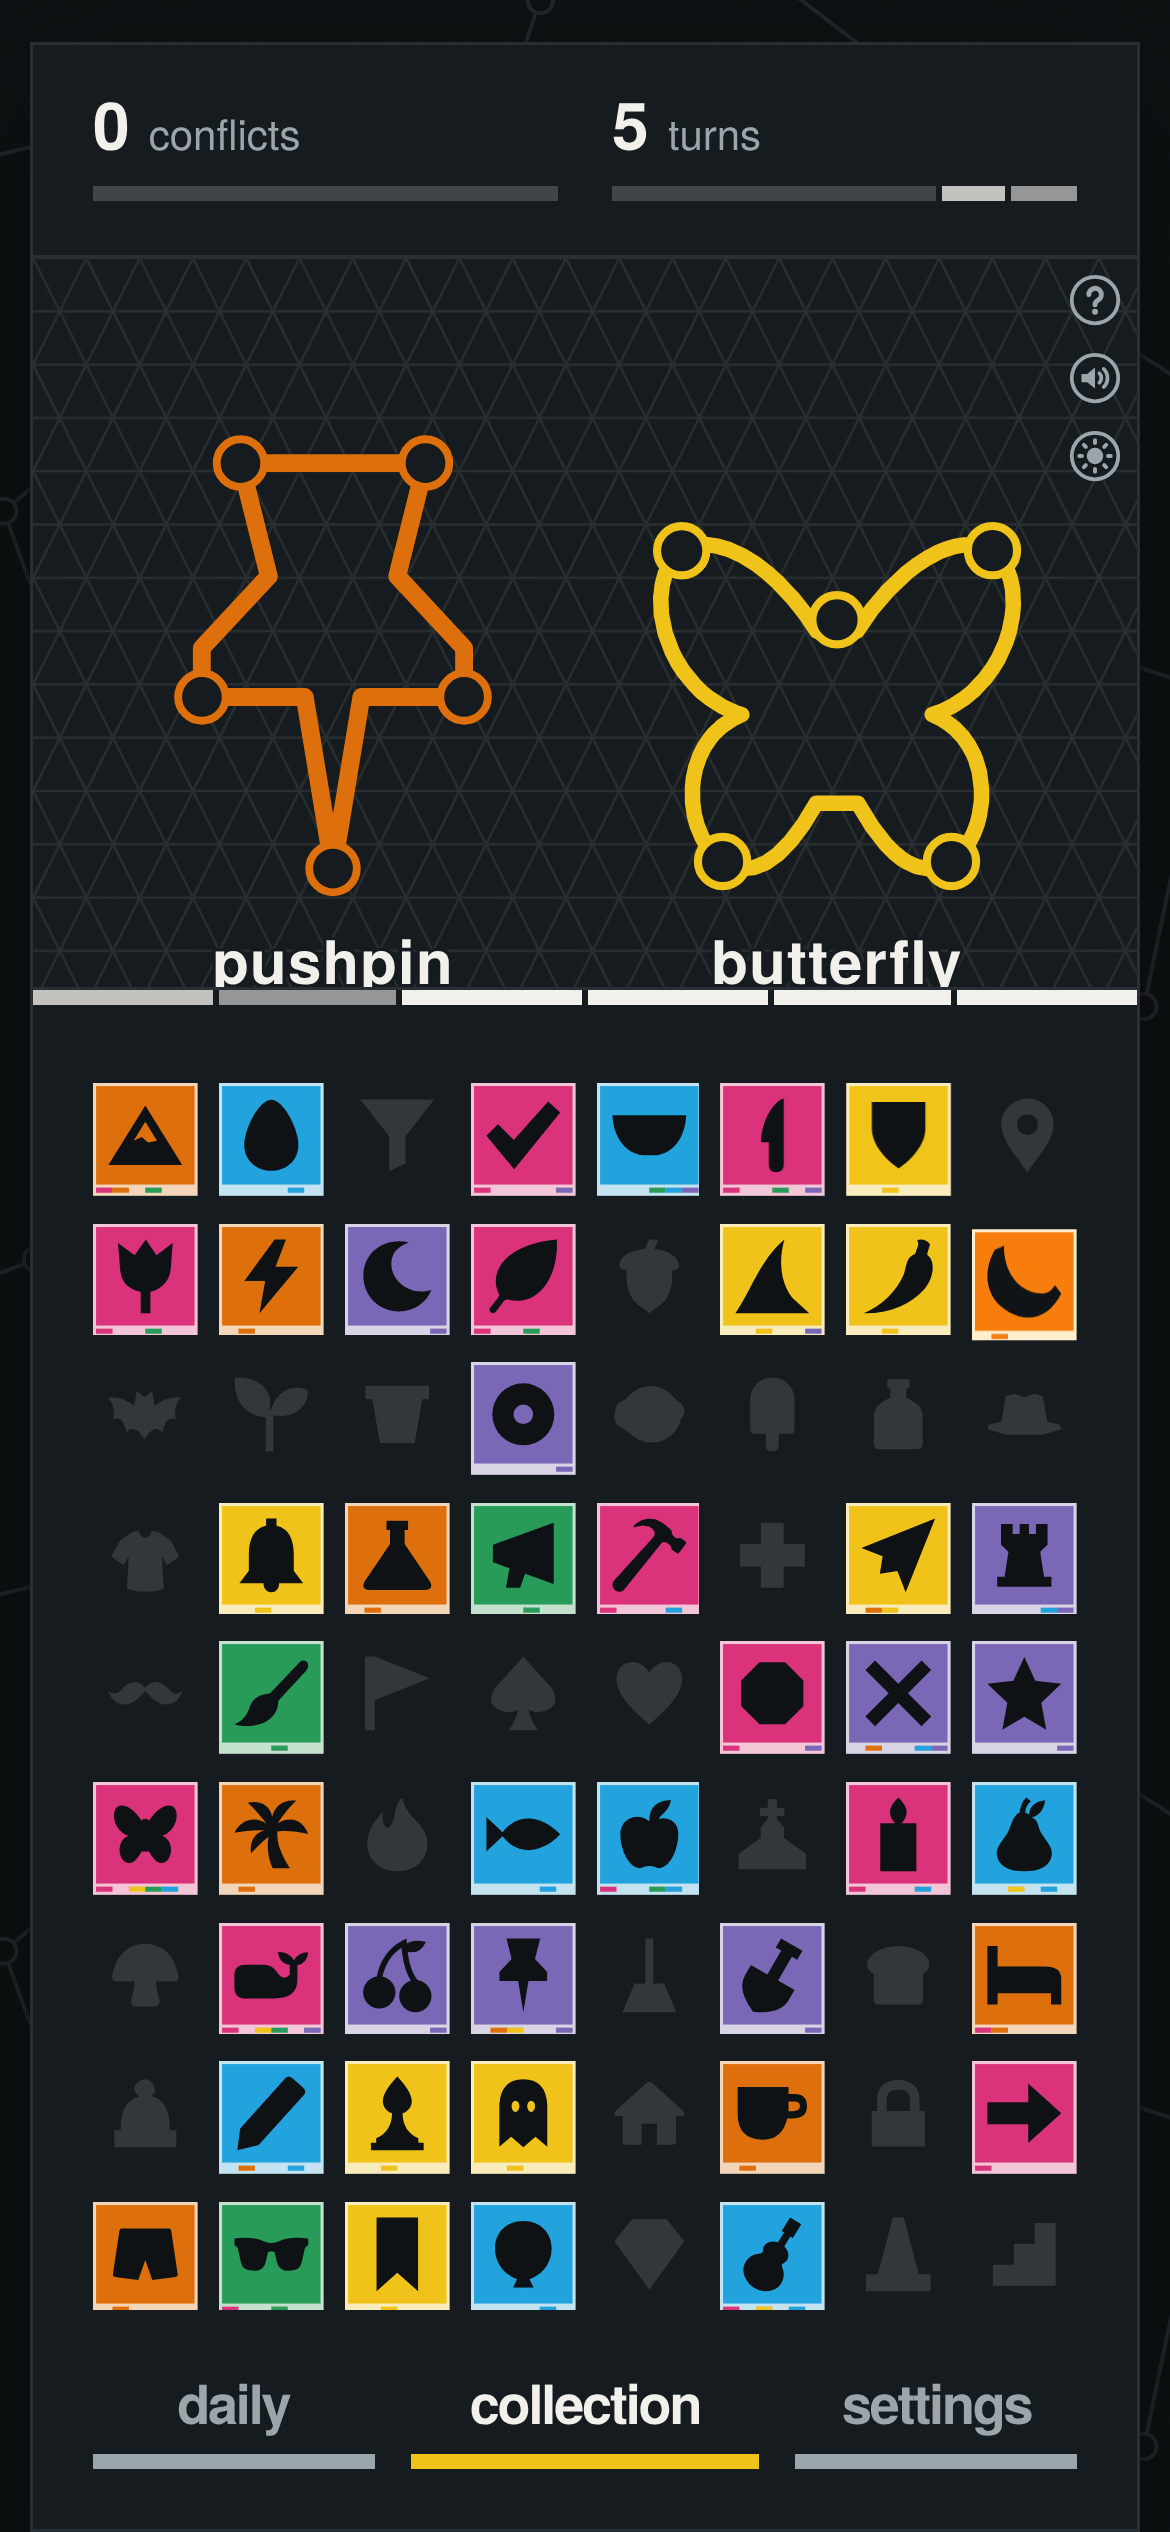 0 conflicts
5 turns
?
pushpin
butterfly
daily
collection
settings